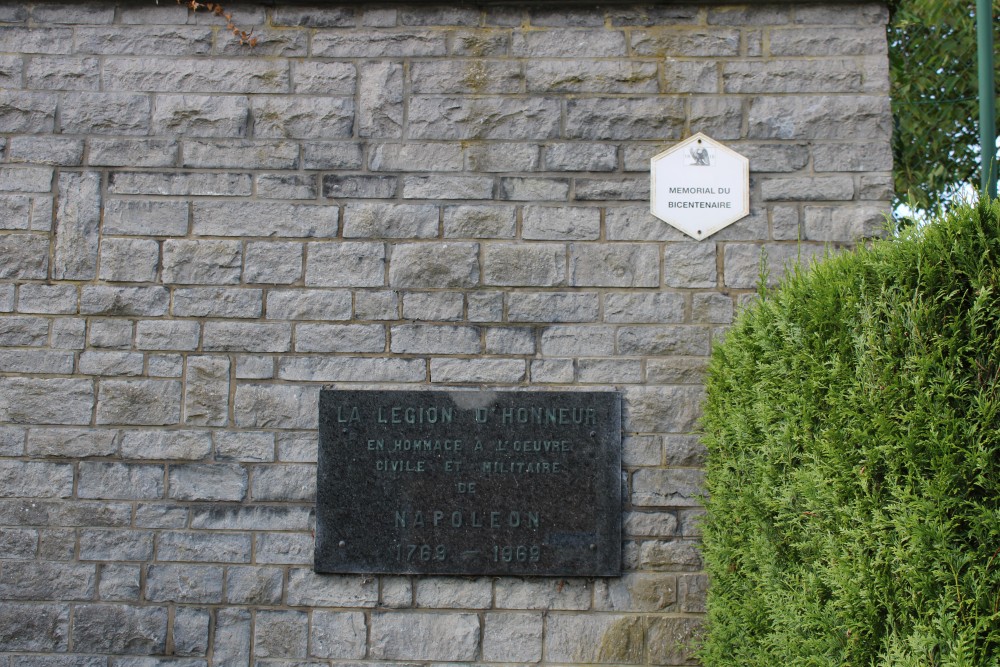 MEMORIAL DU
BICENTENAIRE
LA LEGION D'HONNEUR
EN HOMMAGE À L'OEUVRE
CIVILE ET MILITAIRE
DE
NAPOLEON
1769 – 1969